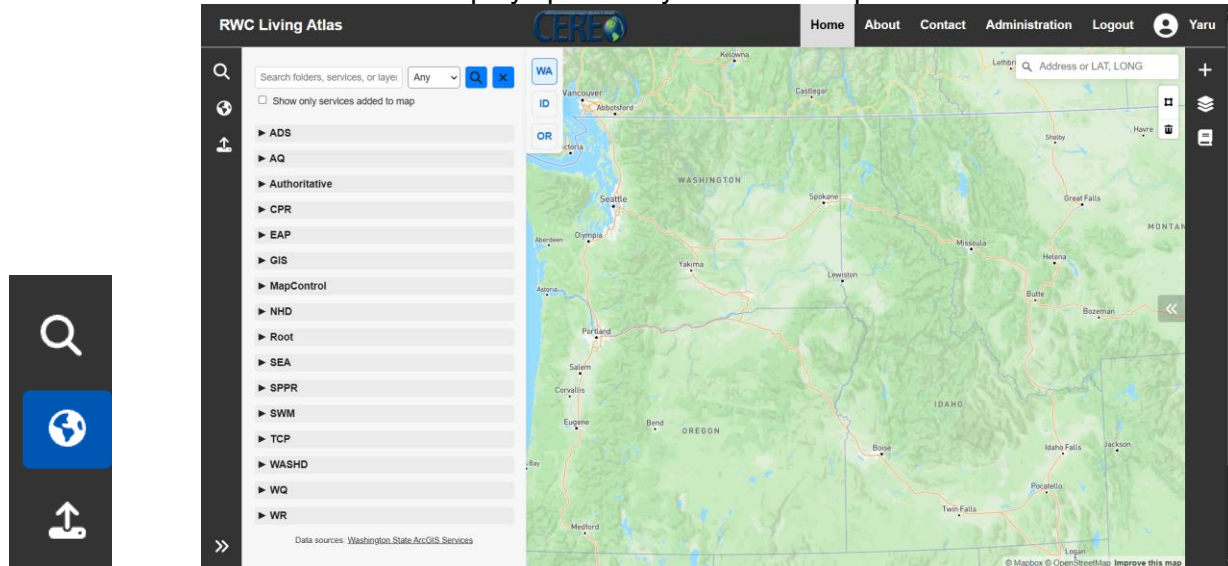 RWC Living Atlas
CEREO
Home About Contact Administration Logout Yaru
Search folders, services, or layer
Any
Show only services added to map
▶ ADS
▶ AQ
▶ Authoritative
▶ CPR
▶ EAP
▶ GIS
▶ MapControl
▶ NHD
▶ Root
▶ SEA
▶ SPPR
▶ SWM
▶ TCP
▶ WASHD
▶ WQ
▶ WR
Data sources: Washington State ArcGIS Services
WA
ID
OR
Address or LAT, LONG
Kelowna
Lethbri
Vancouver
Castlegar
Abbotsford
ctoria
Shelby
Havre
WASHINGTON
Seattle
Spokane
Great Falls
MONTAN
Aberdeen
Olympia
Missoula
Helena
Yakima
Lewiston
Astoria
Butte
Bozeman
Portland
Salem
Corvallis
IDAHO
Eugene
Bend
OREGON
Boise
Idaho Falls
Jackson
Bay
Pocatello
Twin Falls
Medford
Logan
© Mapbox © OpenStreetMap Improve this map